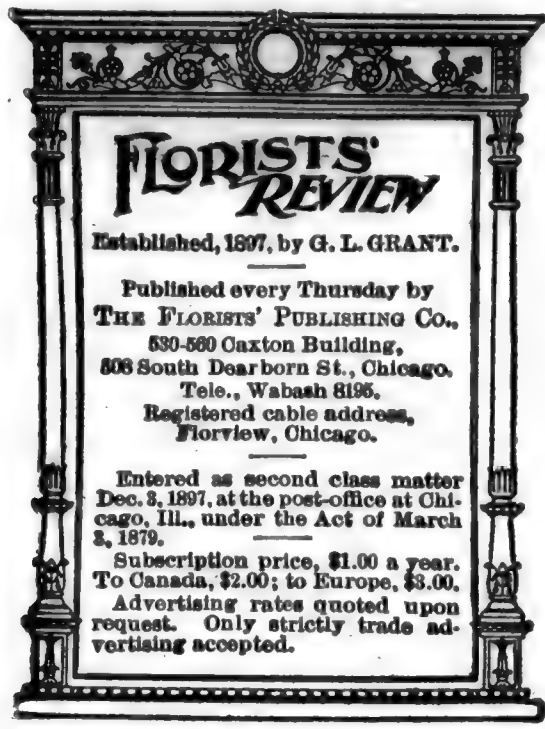 FLORISTS'
REVIEW
Established, 1897, by G. L. GRANT.
Published every Thursday by
THE FLORISTS' PUBLISHING CO.,
530-560 Caxton Building,
508 South Dearborn St., Chicago.
Tele., Wabash 8195.
Registered cable address,
Florview, Chicago.
Entered as second class matter
Dec. 3, 1897, at the post-office at Chi-
cago, Ill., under the Act of March
3, 1879.
Subscription price, $1.00 a year.
To Canada, $2.00; to Europe, $3.00.
Advertising rates quoted upon
request. Only strictly trade ad-
vertising accepted.